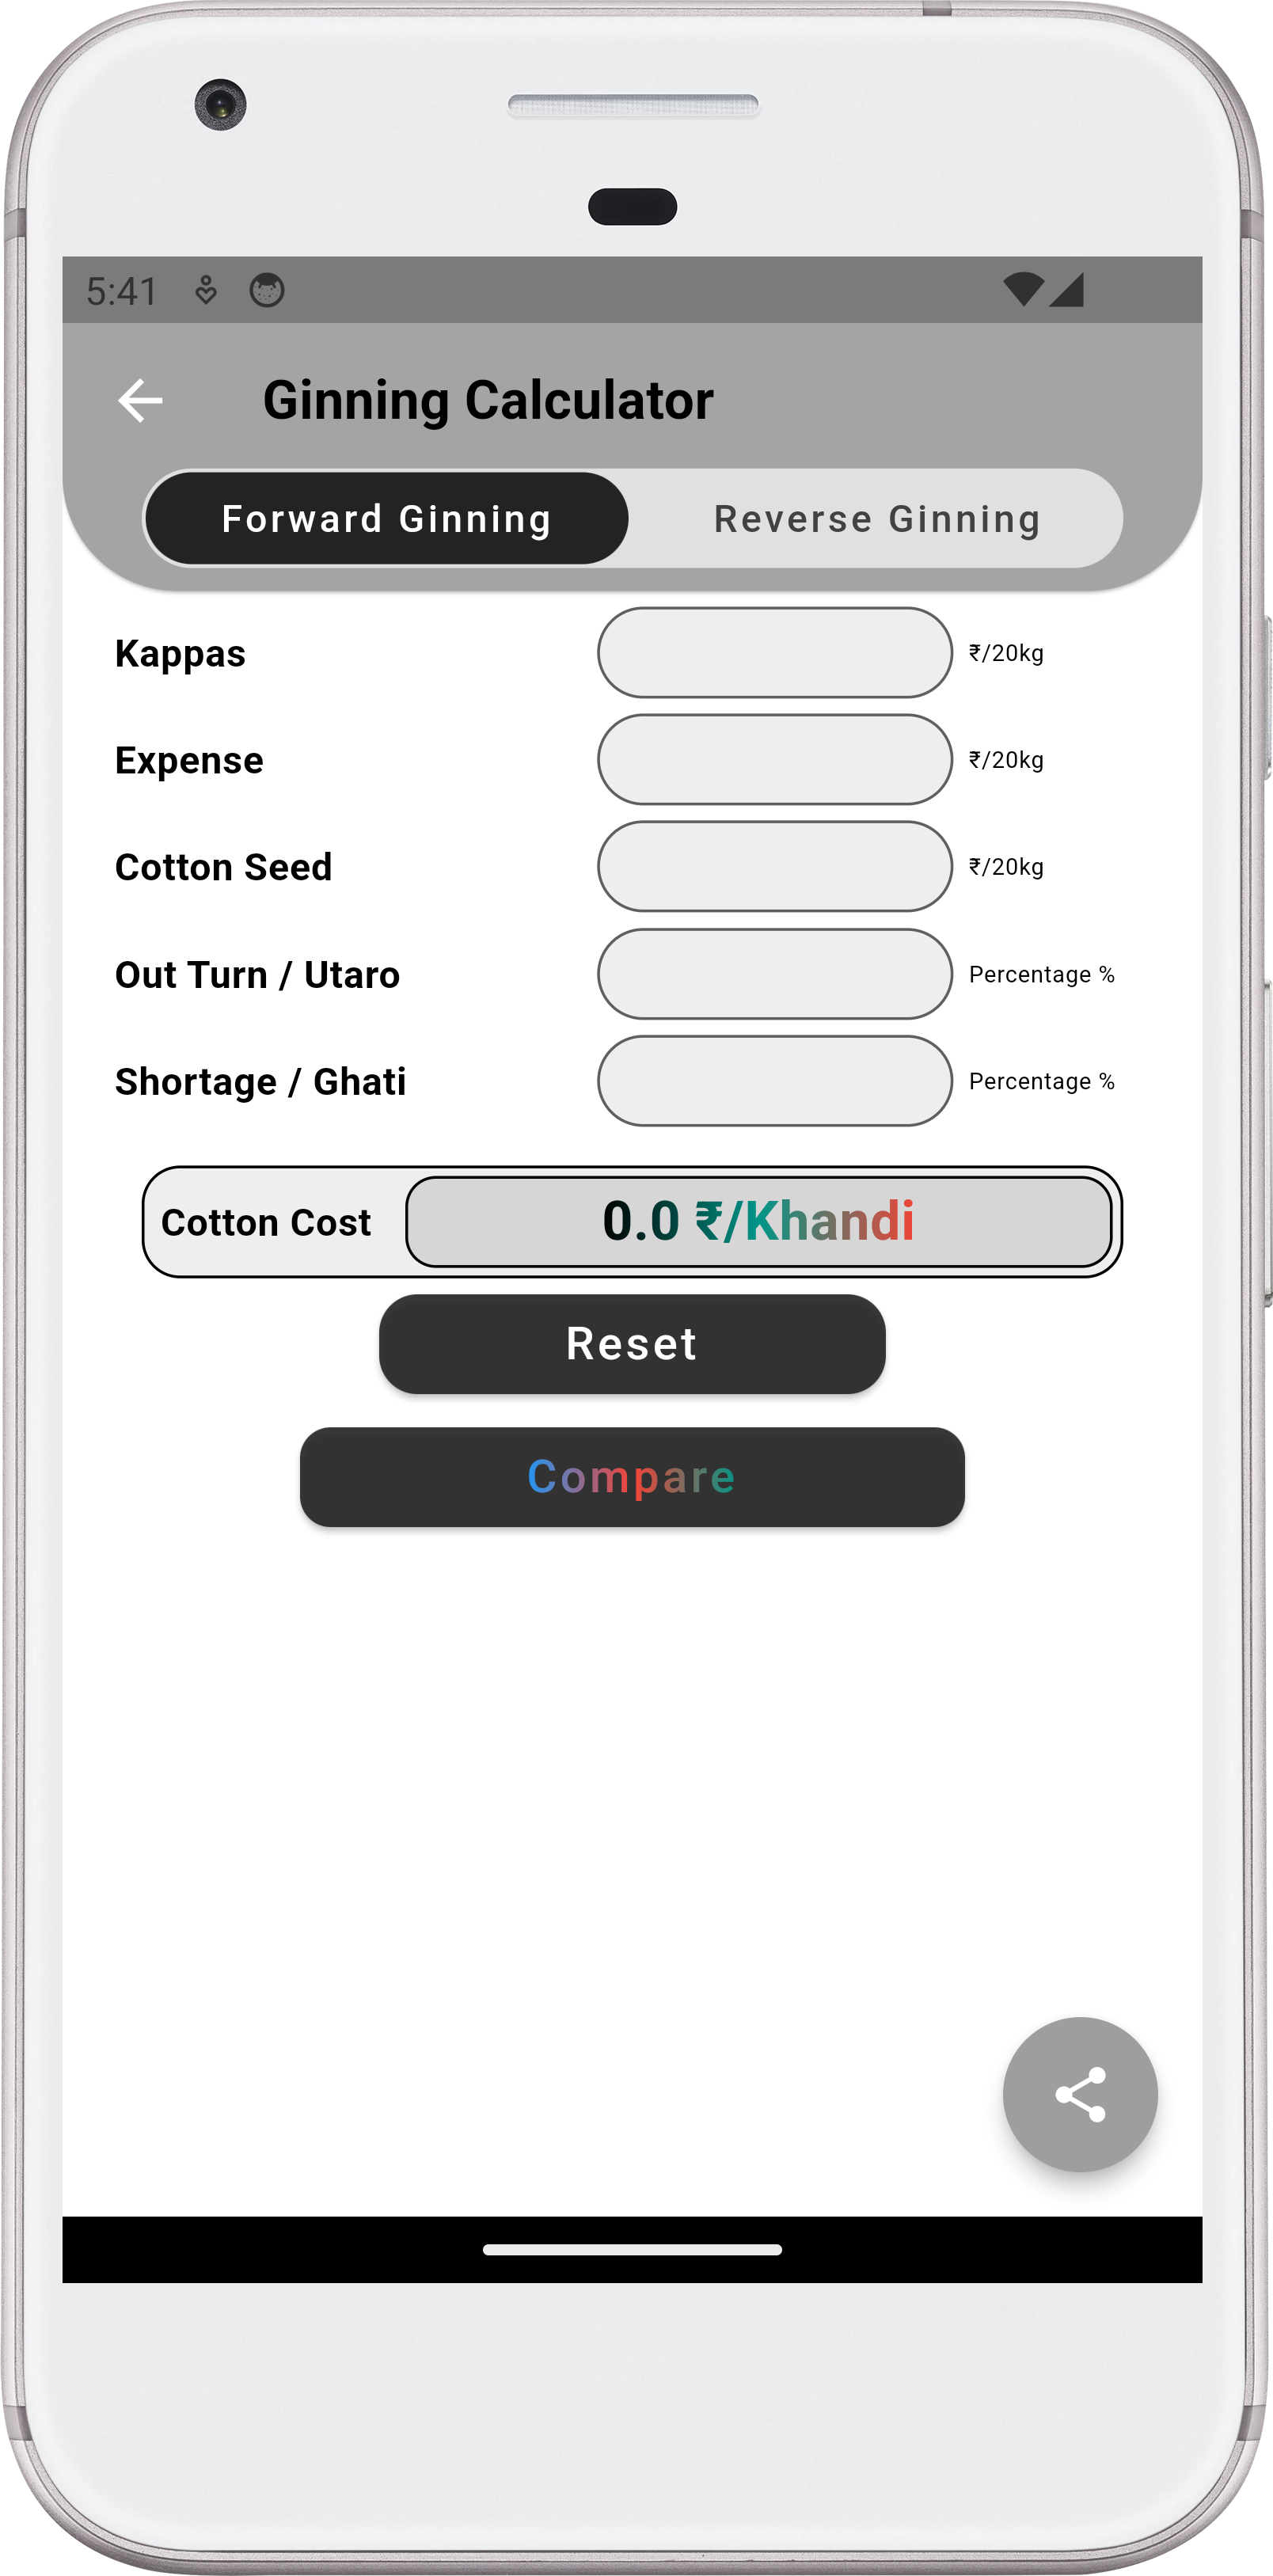 5:41
Ginning Calculator
Forward Ginning Reverse Ginning
Kappas ₹/20kg
Expense ₹/20kg
Cotton Seed ₹/20kg
Out Turn / Utaro Percentage %
Shortage / Ghati Percentage %
Cotton Cost 0.0 ₹/Khandi
Reset
Compare